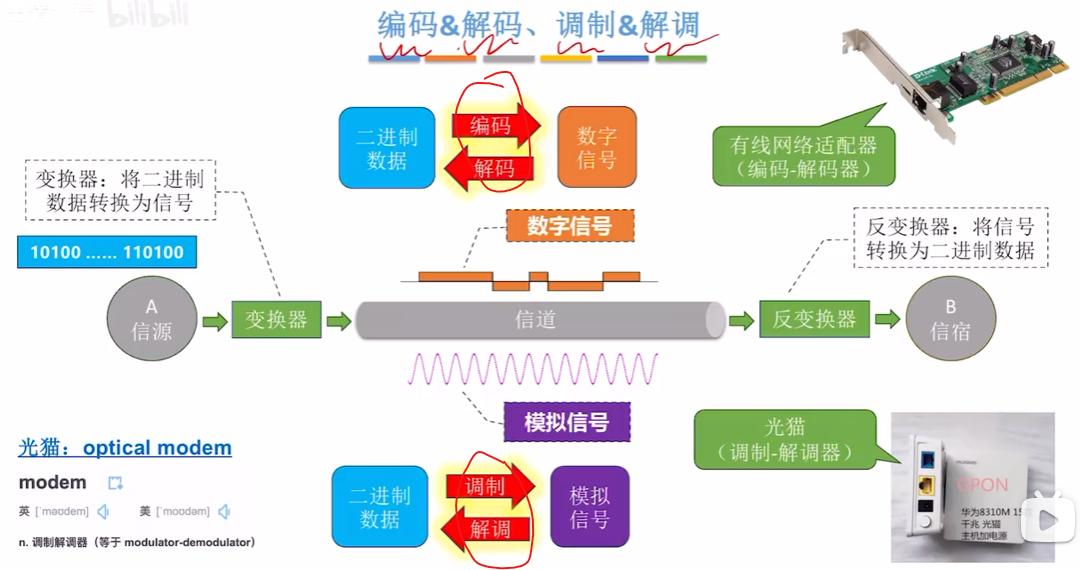 bilibili
编码&解码、调制&解调
二进制
数据
编码
解码
数字
信号
D-Link
有线网络适配器
（编码-解码器）
变换器：将二进制
数据转换为信号
数字信号
反变换器：将信号
转换为二进制数据
10100 …… 110100
A
信源
变换器
信道
反变换器
B
信宿
模拟信号
光猫
（调制-解调器）
光猫：optical modem
modem
英 [ˈməʊdem] 美 [ˈmoʊdəm]
n. 调制解调器（等于 modulator-demodulator）
二进制
数据
调制
解调
模拟
信号
GPON
华为8310M
千兆 光猫
主机加电源